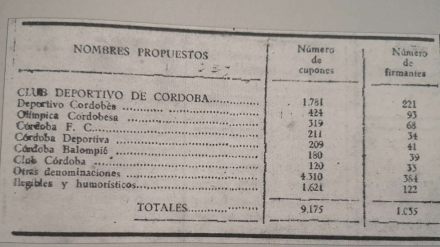 NOMBRES PROPUESTOS Número de cupones Número de firmantes
CLUB DEPORTIVO DE CORDOBA 1.781 221
Deportivo Cordobés 424 93
Olímpica Cordobesa 319 68
Córdoba F. C. 211 34
Córdoba Deportiva 209 41
Córdoba Balompié 180 39
Club Córdoba 120 33
Otras denominaciones 4.310 384
Ilegibles y humorísticos 1.621 122
TOTALES 9.175 1.035